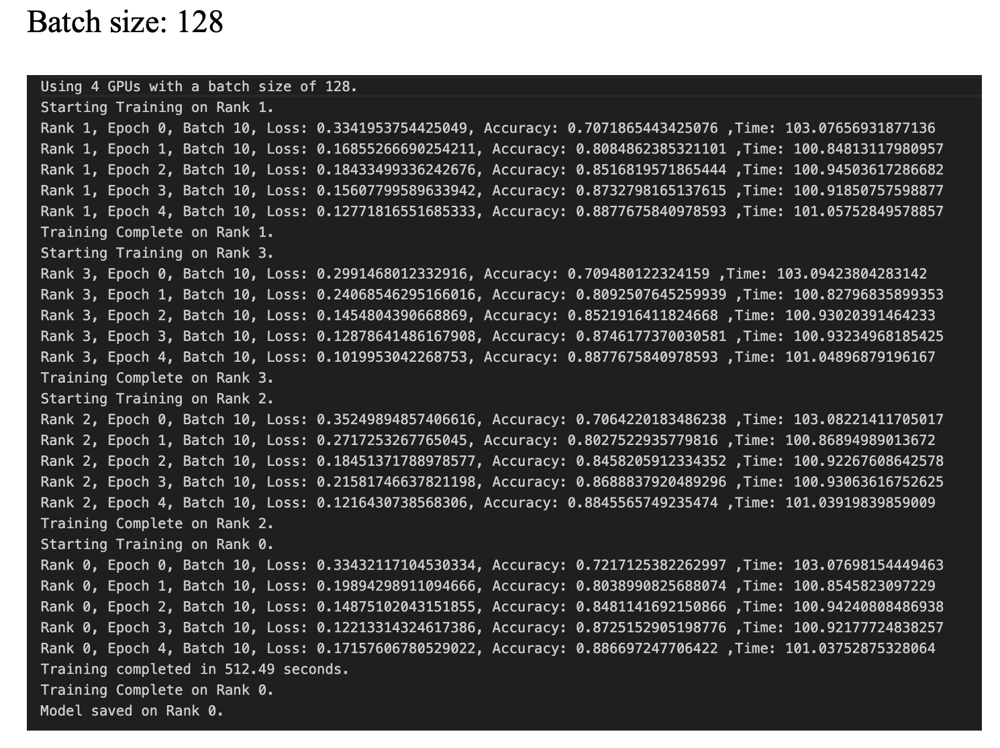 Batch size: 128
Using 4 GPUs with a batch size of 128.
Starting Training on Rank 1.
Rank 1, Epoch 0, Batch 10, Loss: 0.3341953754425049, Accuracy: 0.7071865443425076 ,Time: 103.07656931877136
Rank 1, Epoch 1, Batch 10, Loss: 0.16855266690254211, Accuracy: 0.8084862385321101 ,Time: 100.84813117980957
Rank 1, Epoch 2, Batch 10, Loss: 0.18433499336242676, Accuracy: 0.8516819571865444 ,Time: 100.94503617286682
Rank 1, Epoch 3, Batch 10, Loss: 0.15607799589633942, Accuracy: 0.8732798165137615 ,Time: 100.91850757598877
Rank 1, Epoch 4, Batch 10, Loss: 0.12771816551685333, Accuracy: 0.8877675840978593 ,Time: 101.05752849578857
Training Complete on Rank 1.
Starting Training on Rank 3.
Rank 3, Epoch 0, Batch 10, Loss: 0.2991468012332916, Accuracy: 0.709480122324159 ,Time: 103.09423804283142
Rank 3, Epoch 1, Batch 10, Loss: 0.24068546295166016, Accuracy: 0.8092507645259939 ,Time: 100.82796835899353
Rank 3, Epoch 2, Batch 10, Loss: 0.1454804390668869, Accuracy: 0.8521916411824668 ,Time: 100.93020391464233
Rank 3, Epoch 3, Batch 10, Loss: 0.12878641486167908, Accuracy: 0.8746177370030581 ,Time: 100.93234968185425
Rank 3, Epoch 4, Batch 10, Loss: 0.1019953042268753, Accuracy: 0.8877675840978593 ,Time: 101.04896879196167
Training Complete on Rank 3.
Starting Training on Rank 2.
Rank 2, Epoch 0, Batch 10, Loss: 0.35249894857406616, Accuracy: 0.7064220183486238 ,Time: 103.08221411705017
Rank 2, Epoch 1, Batch 10, Loss: 0.2717253267765045, Accuracy: 0.8027522935779816 ,Time: 100.86894989013672
Rank 2, Epoch 2, Batch 10, Loss: 0.18451371788978577, Accuracy: 0.8458205912334352 ,Time: 100.92267608642578
Rank 2, Epoch 3, Batch 10, Loss: 0.21581746637821198, Accuracy: 0.8688837920489296 ,Time: 100.93063616752625
Rank 2, Epoch 4, Batch 10, Loss: 0.1216430738568306, Accuracy: 0.8845565749235474 ,Time: 101.03919839859009
Training Complete on Rank 2.
Starting Training on Rank 0.
Rank 0, Epoch 0, Batch 10, Loss: 0.33432117104530334, Accuracy: 0.7217125382262997 ,Time: 103.07698154449463
Rank 0, Epoch 1, Batch 10, Loss: 0.19894298911094666, Accuracy: 0.8038990825688074 ,Time: 100.8545823097229
Rank 0, Epoch 2, Batch 10, Loss: 0.14875102043151855, Accuracy: 0.8481141692150866 ,Time: 100.94240808486938
Rank 0, Epoch 3, Batch 10, Loss: 0.12213314324617386, Accuracy: 0.8725152905198776 ,Time: 100.92177724838257
Rank 0, Epoch 4, Batch 10, Loss: 0.17157606780529022, Accuracy: 0.886697247706422 ,Time: 101.03752875328064
Training completed in 512.49 seconds.
Training Complete on Rank 0.
Model saved on Rank 0.